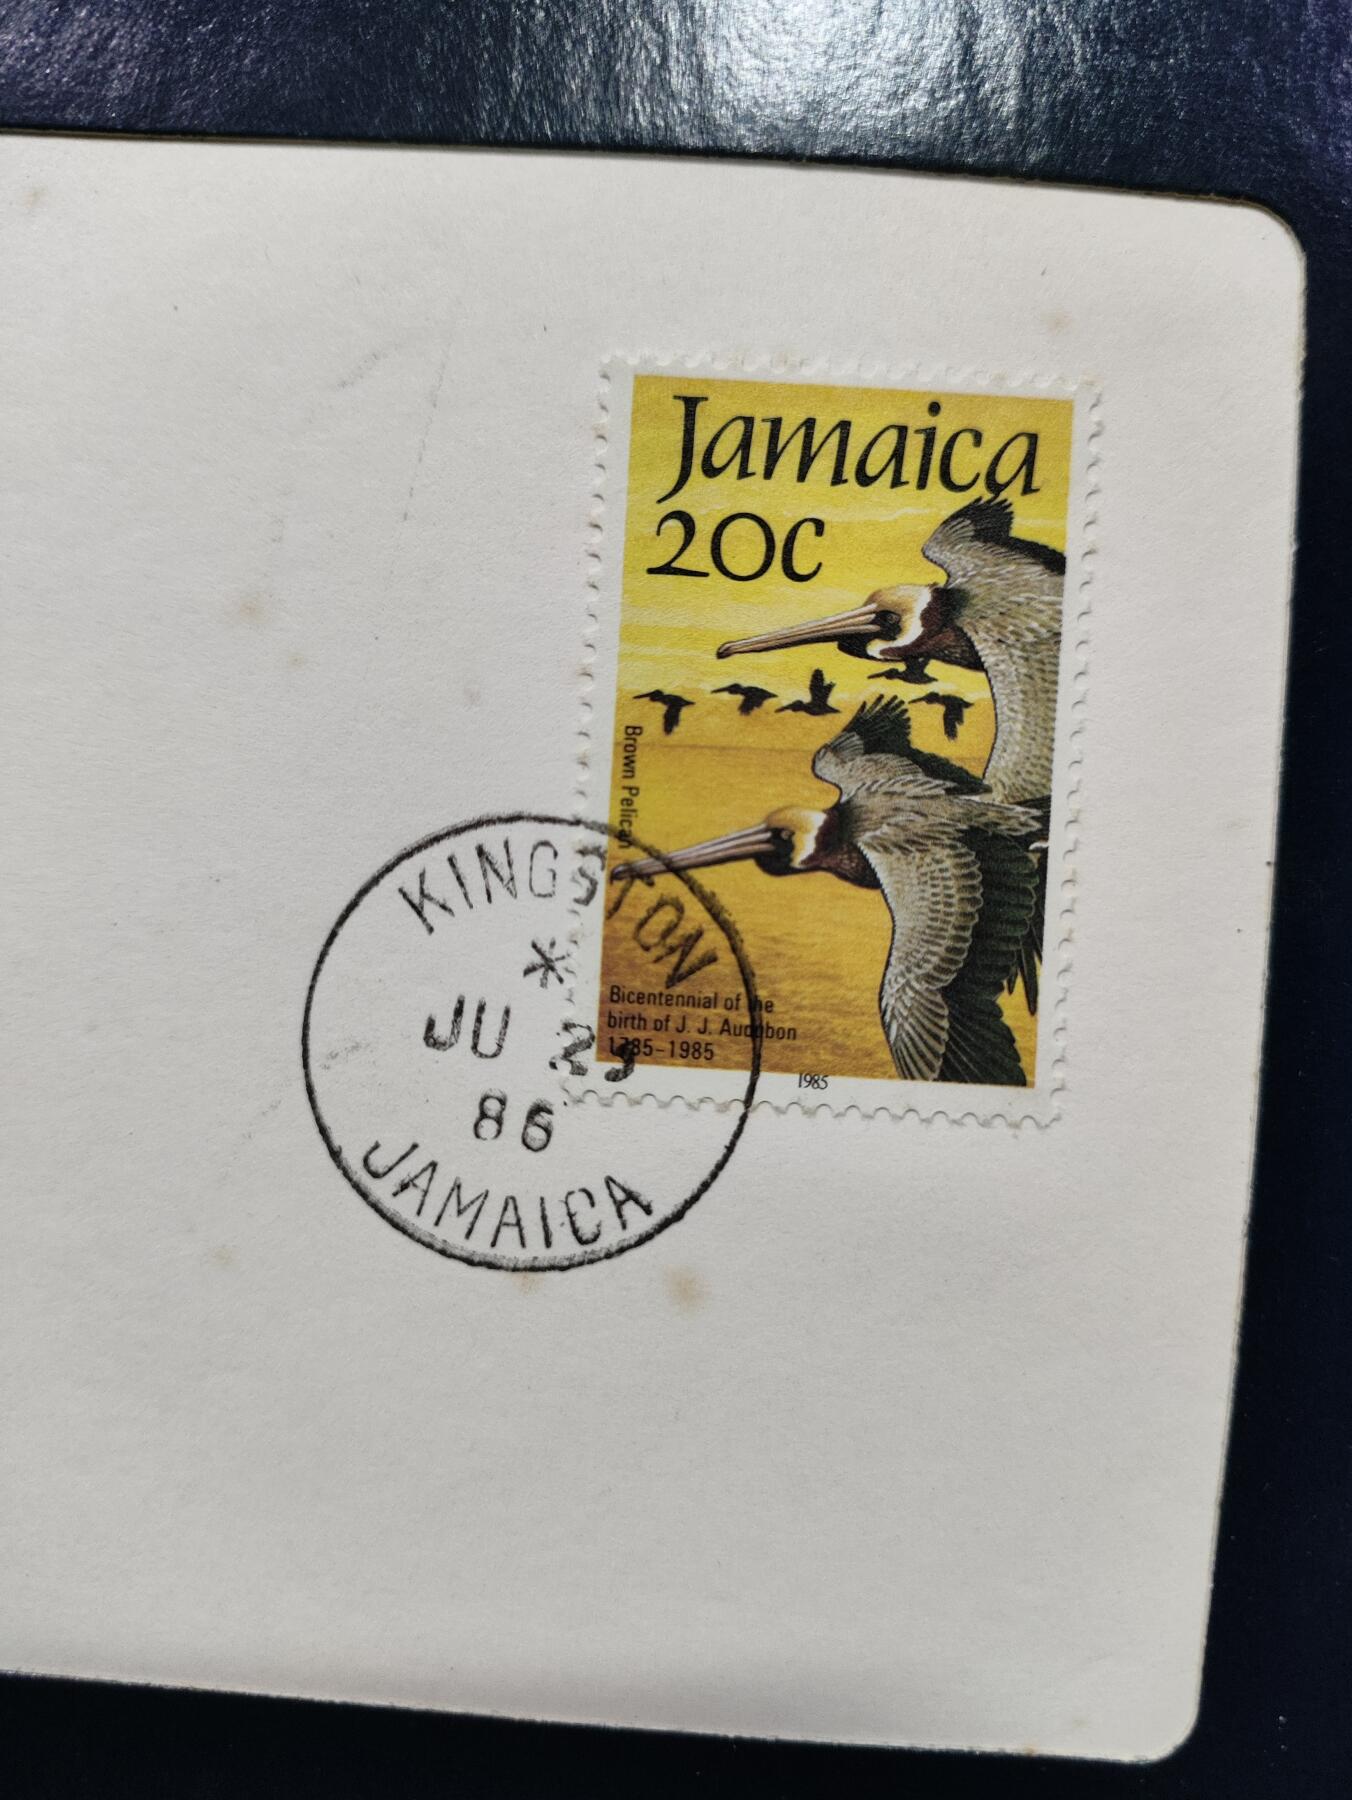 Jamaica
20c
Brown Pelican
KINGSTON
*
JU
86
JAMAICA
Bicentennial of the
birth of J. J. Audubon
1785-1985
1985